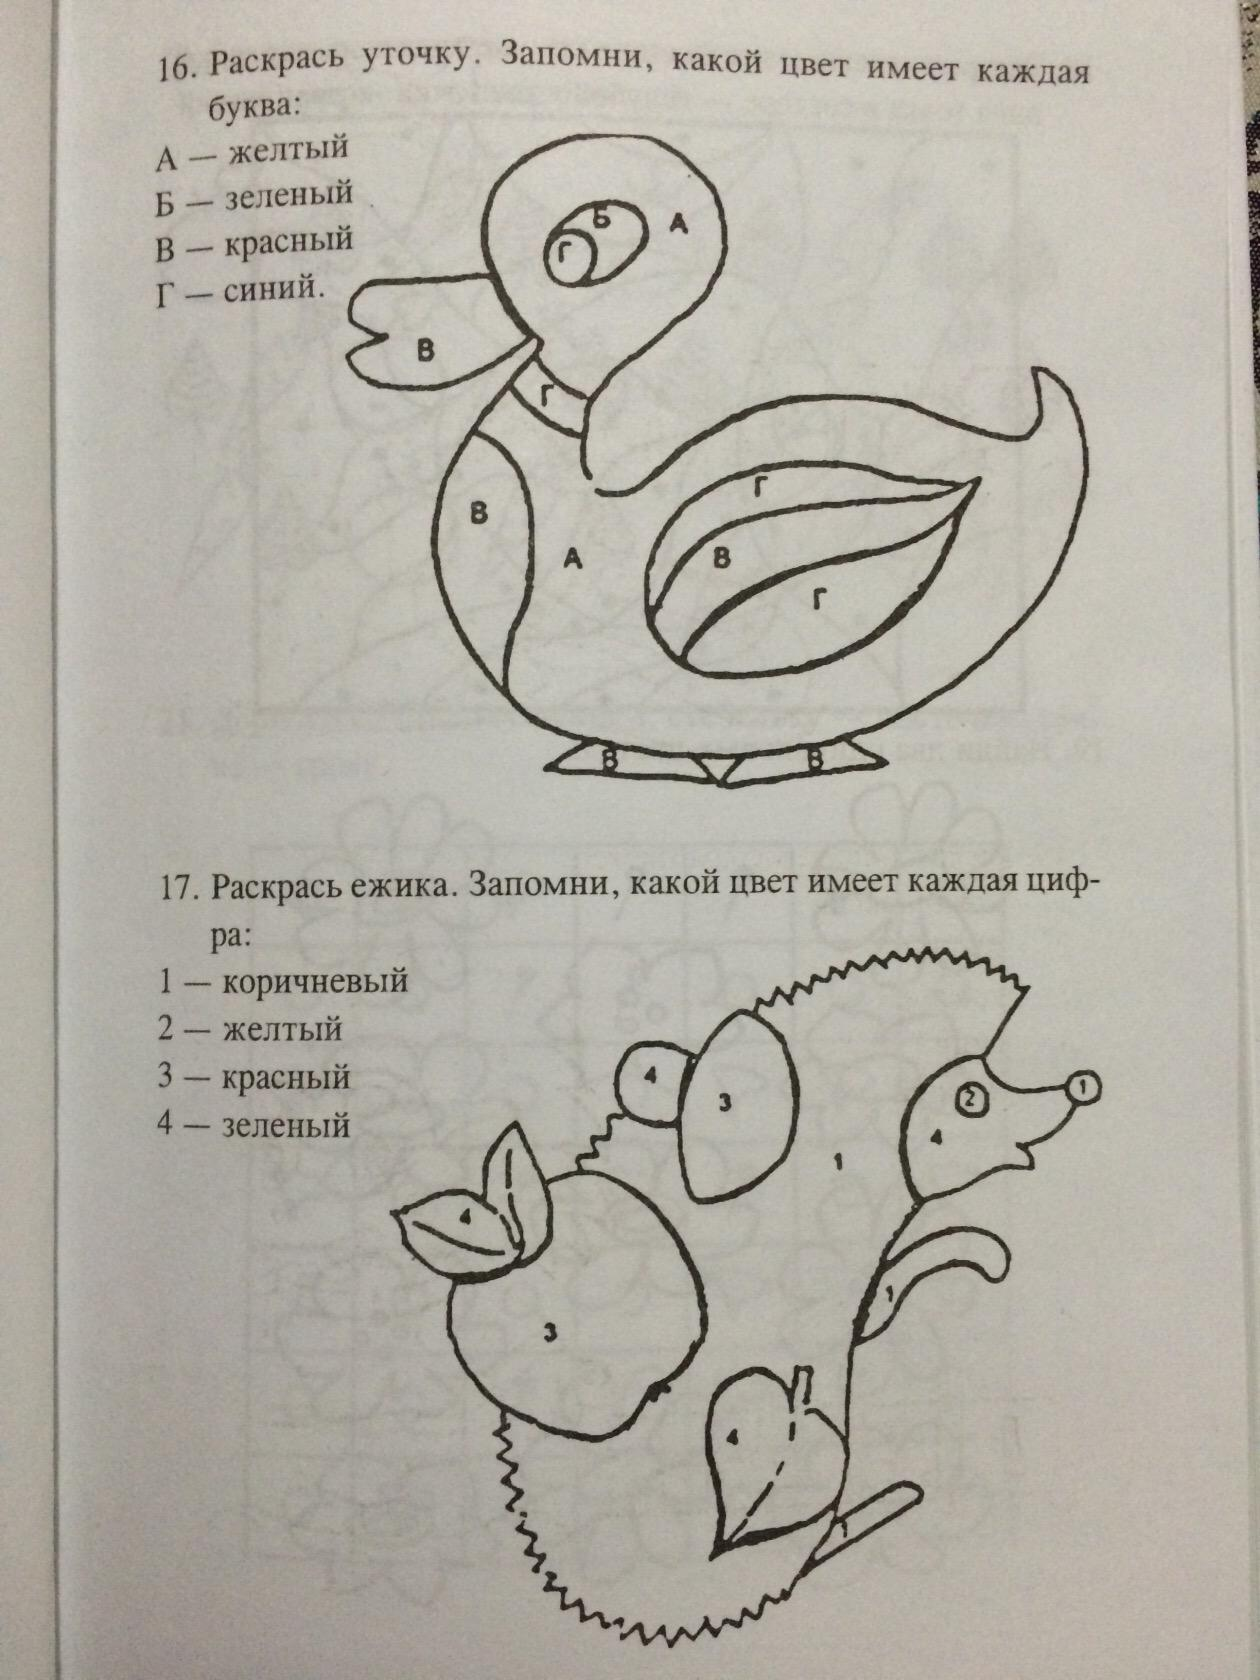 16. Раскрась уточку. Запомни, какой цвет имеет каждая
буква:
А — желтый
Б — зеленый
В — красный
Г — синий.
Б
А
Г
В
Г
В
А
Г
В
Г
В
В
17. Раскрась ежика. Запомни, какой цвет имеет каждая циф-
ра:
1 — коричневый
2 — желтый
3 — красный
4 — зеленый
4
3
2
1
4
1
4
1
3
4
1